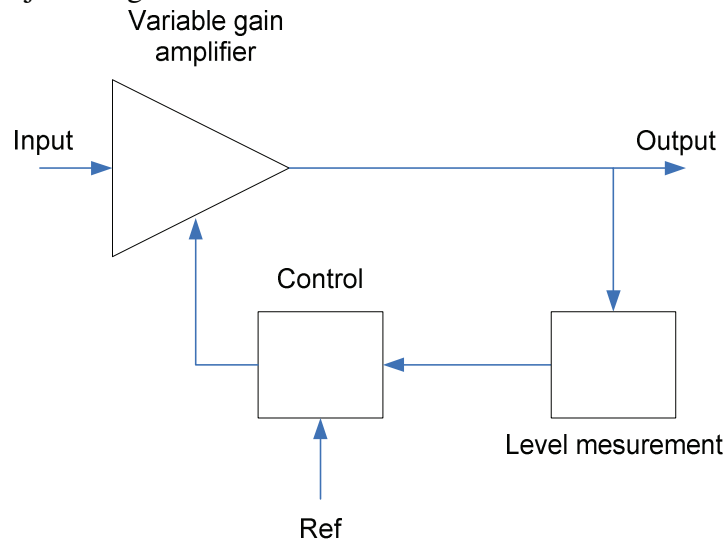 Variable gain
amplifier
Input
Output
Control
Level mesurement
Ref